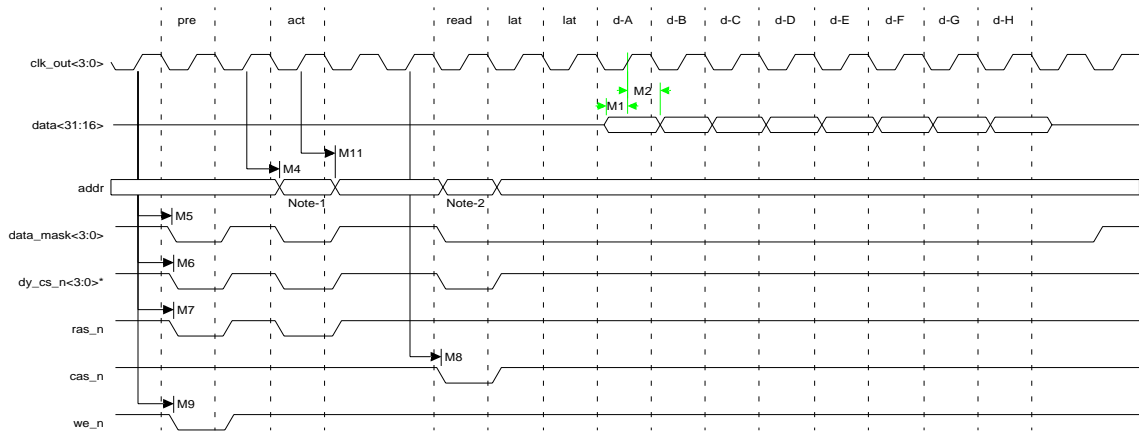 pre act read lat lat d-A d-B d-C d-D d-E d-F d-G d-H
clk_out<3:0>
M2
M1
data<31:16>
M11
M4
addr
Note-1 Note-2
M5
data_mask<3:0>
M6
dy_cs_n<3:0>*
M7
ras_n
M8
cas_n
M9
we_n